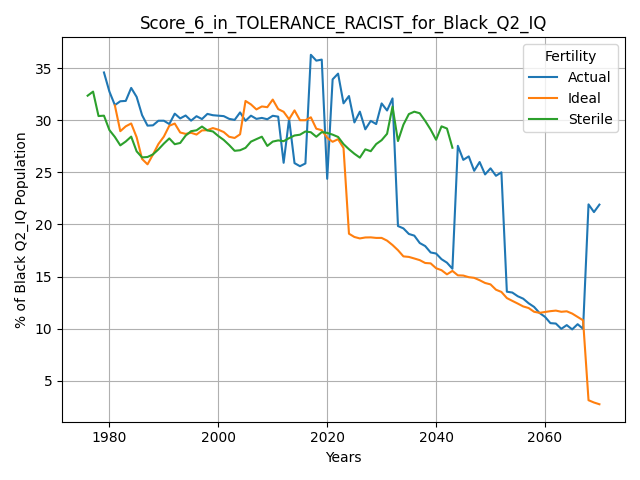 Score_6_in_TOLERANCE_RACIST_for_Black_Q2_IQ
Fertility
Actual
Ideal
Sterile
% of Black Q2_IQ Population
35
30
25
20
15
10
5
1980
2000
2020
2040
2060
Years